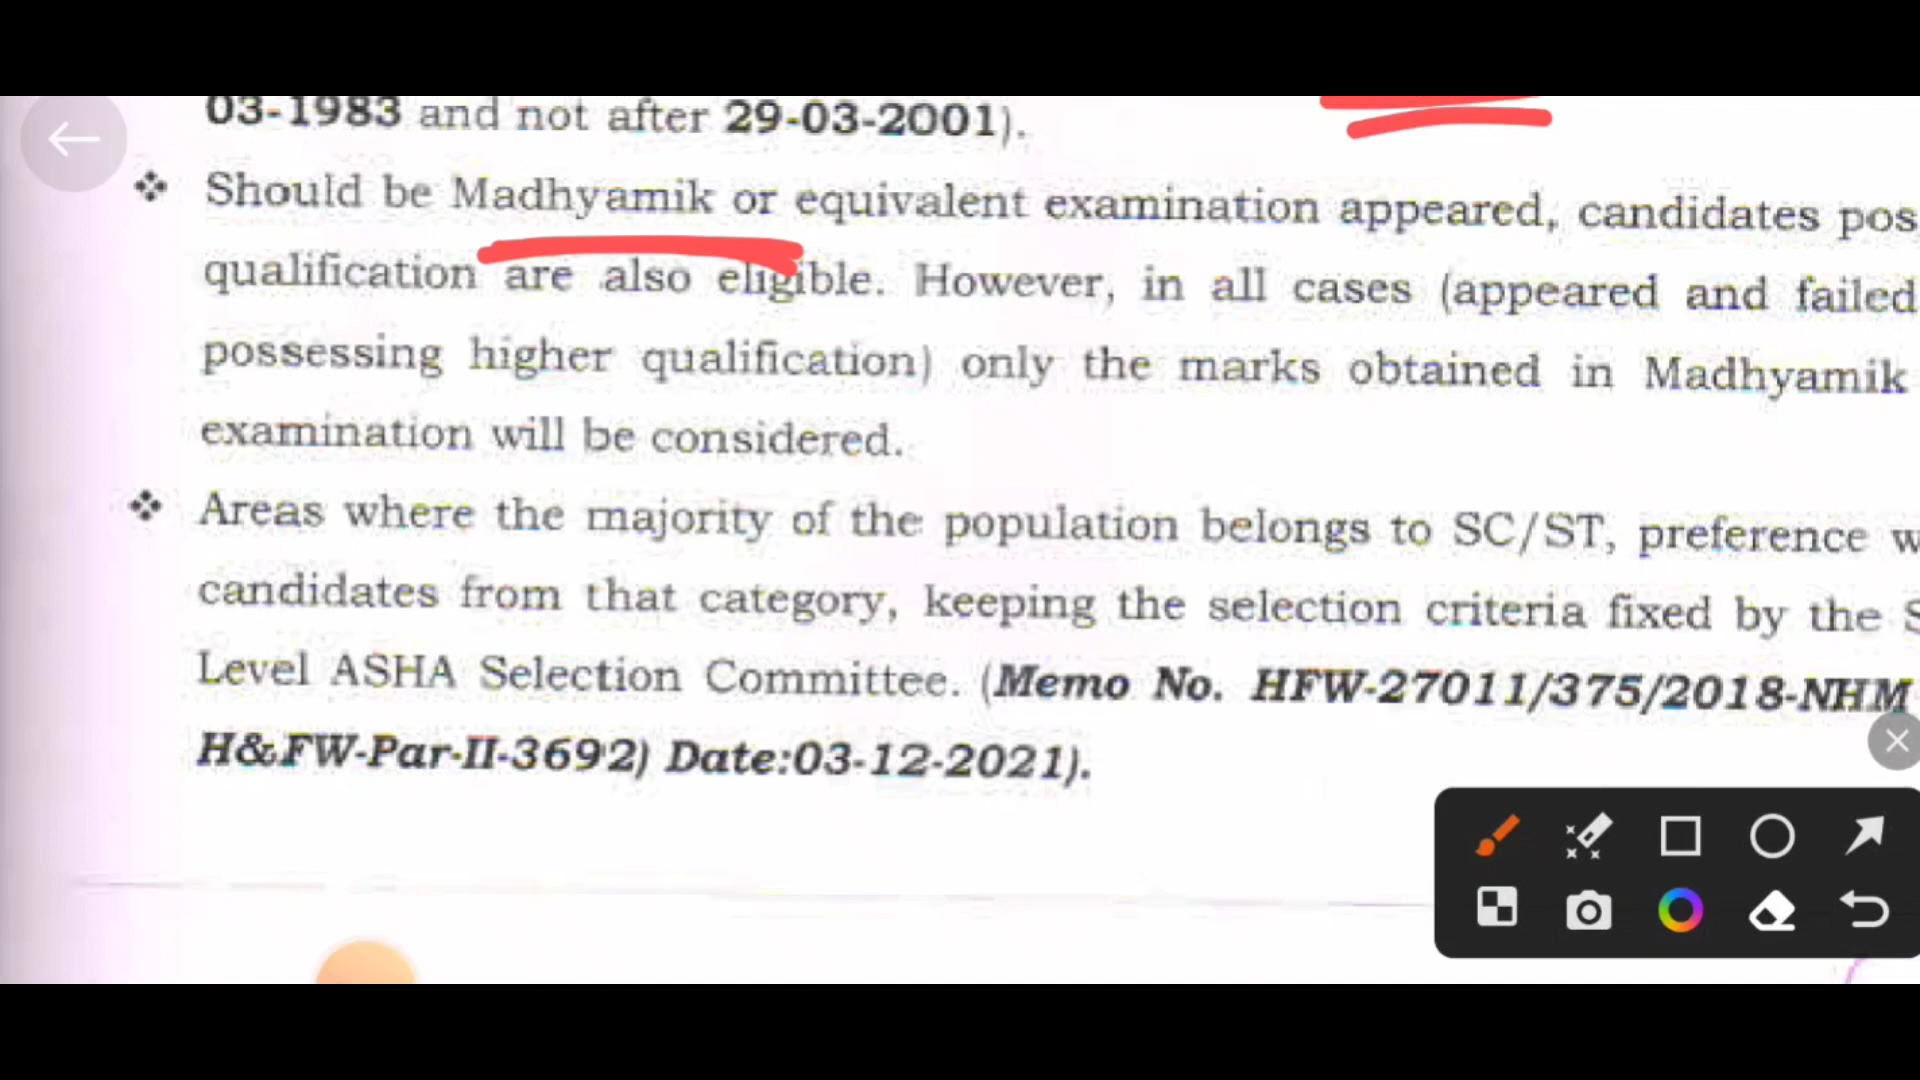 03-1983 and not after 29-03-2001).
❖ Should be Madhyamik or equivalent examination appeared, candidates pos
qualification are also eligible. However, in all cases (appeared and failed
possessing higher qualification) only the marks obtained in Madhyamik
examination will be considered.
❖ Areas where the majority of the population belongs to SC/ST, preference w
candidates from that category, keeping the selection criteria fixed by the S
Level ASHA Selection Committee. (Memo No. HFW-27011/375/2018-NHM
H&FW-Par-II-3692) Date:03-12-2021).